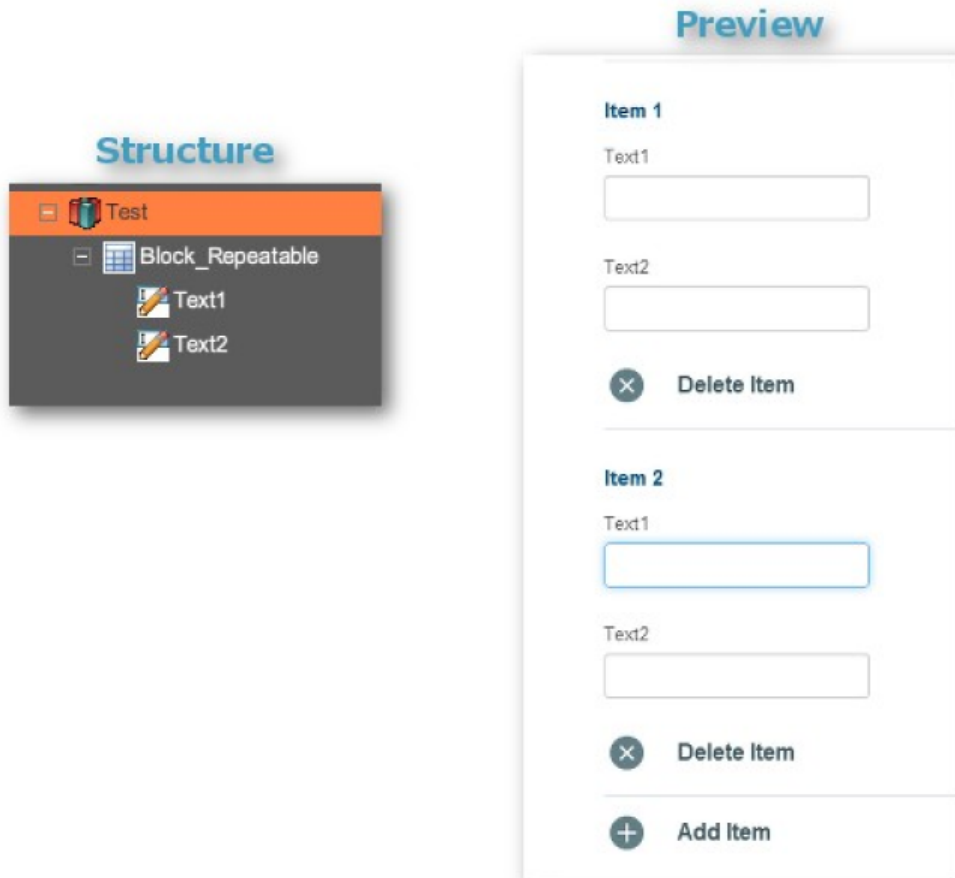 Structure
Test
Block_Repeatable
Text1
Text2
Preview
Item 1
Text1
Text2
Delete Item
Item 2
Text1
Text2
Delete Item
Add Item